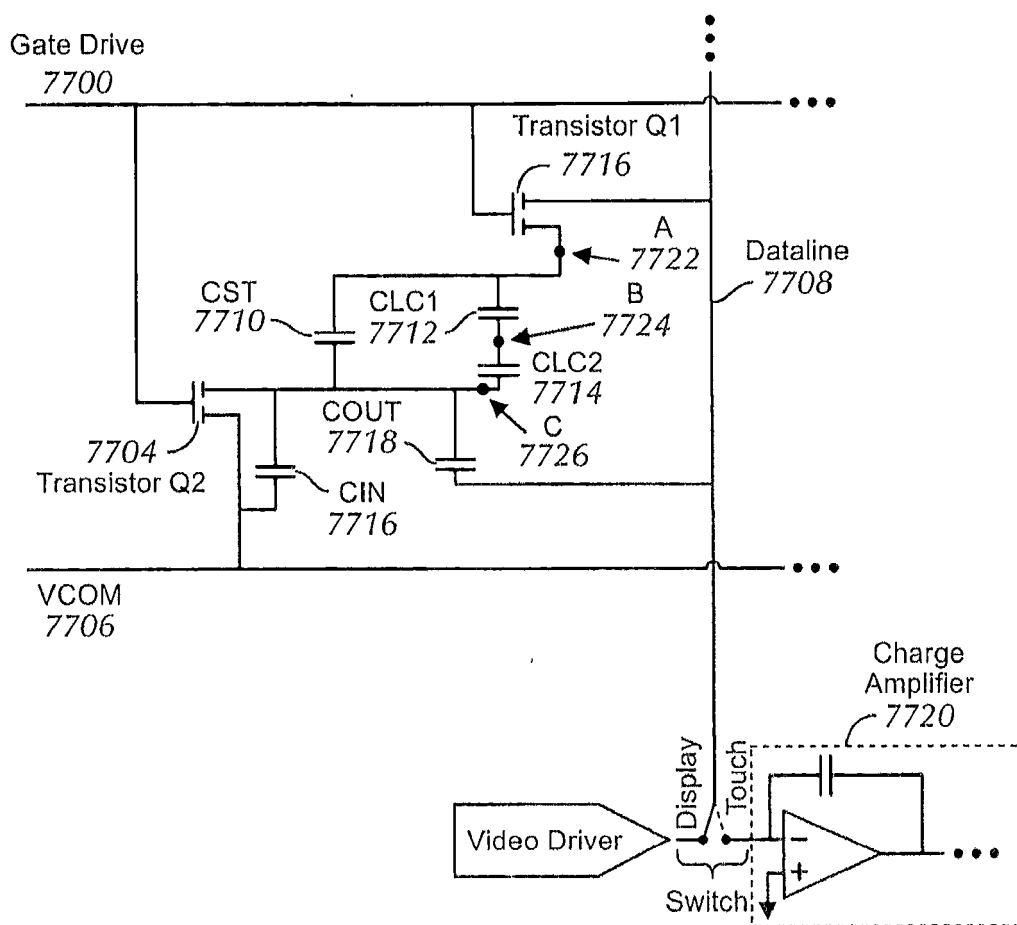 Gate Drive
7700
Transistor Q1
7716
A
7722
Dataline
7708
CST
7710
CLC1
7712
B
7724
CLC2
7714
COUT
7718
C
7726
7704
Transistor Q2
CIN
7716
VCOM
7706
Charge
Amplifier
7720
Display
Touch
Video Driver
Switch
−
+